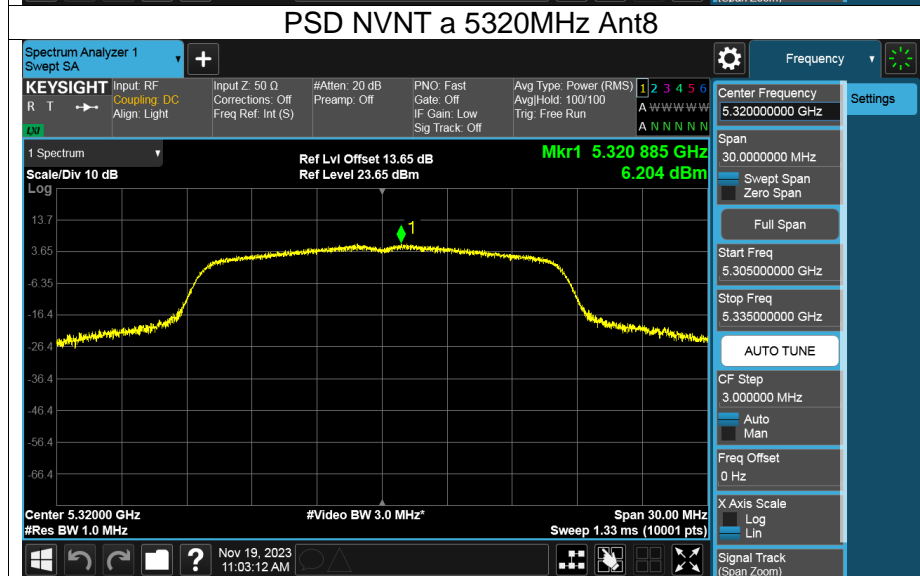 (Span Zoom)
PSD NVNT a 5320MHz Ant8
Spectrum Analyzer 1
Swept SA
Frequency
KEYSIGHT
R T
LXI
Input: RF
Coupling: DC
Align: Light
Input Z: 50 Ω
Corrections: Off
Freq Ref: Int (S)
#Atten: 20 dB
Preamp: Off
PNO: Fast
Gate: Off
IF Gain: Low
Sig Track: Off
Avg Type: Power (RMS)
Avg|Hold: 100/100
Trig: Free Run
1 2 3 4 5 6
A W W W W W
A N N N N N
1 Spectrum
Scale/Div 10 dB
Ref Lvl Offset 13.65 dB
Ref Level 23.65 dBm
Mkr1 5.320 885 GHz
6.204 dBm
Log
13.7
3.65
-6.35
-16.4
-26.4
-36.4
-46.4
-56.4
-66.4
1
Center 5.32000 GHz
#Res BW 1.0 MHz
#Video BW 3.0 MHz*
Span 30.00 MHz
Sweep 1.33 ms (10001 pts)
Center Frequency
5.320000000 GHz
Settings
Span
30.0000000 MHz
Swept Span
Zero Span
Full Span
Start Freq
5.305000000 GHz
Stop Freq
5.335000000 GHz
AUTO TUNE
CF Step
3.000000 MHz
Auto
Man
Freq Offset
0 Hz
X Axis Scale
Log
Lin
Signal Track
(Span Zoom)
?
Nov 19, 2023
11:03:12 AM